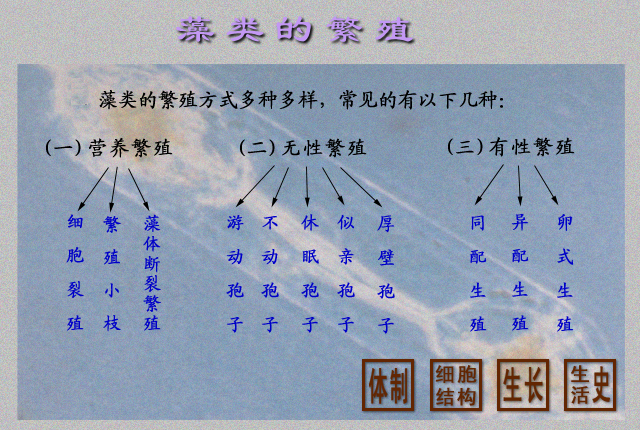 藻类的繁殖
藻类的繁殖方式多种多样，常见的有以下几种：
(一)营养繁殖
(二)无性繁殖
(三)有性繁殖
细胞裂殖
繁殖小枝
藻体断裂繁殖
游动孢子
不动孢子
休眠孢子
似亲孢子
厚壁孢子
同配生殖
异配生殖
卵式生殖
体制
细胞
结构
生长
生活史